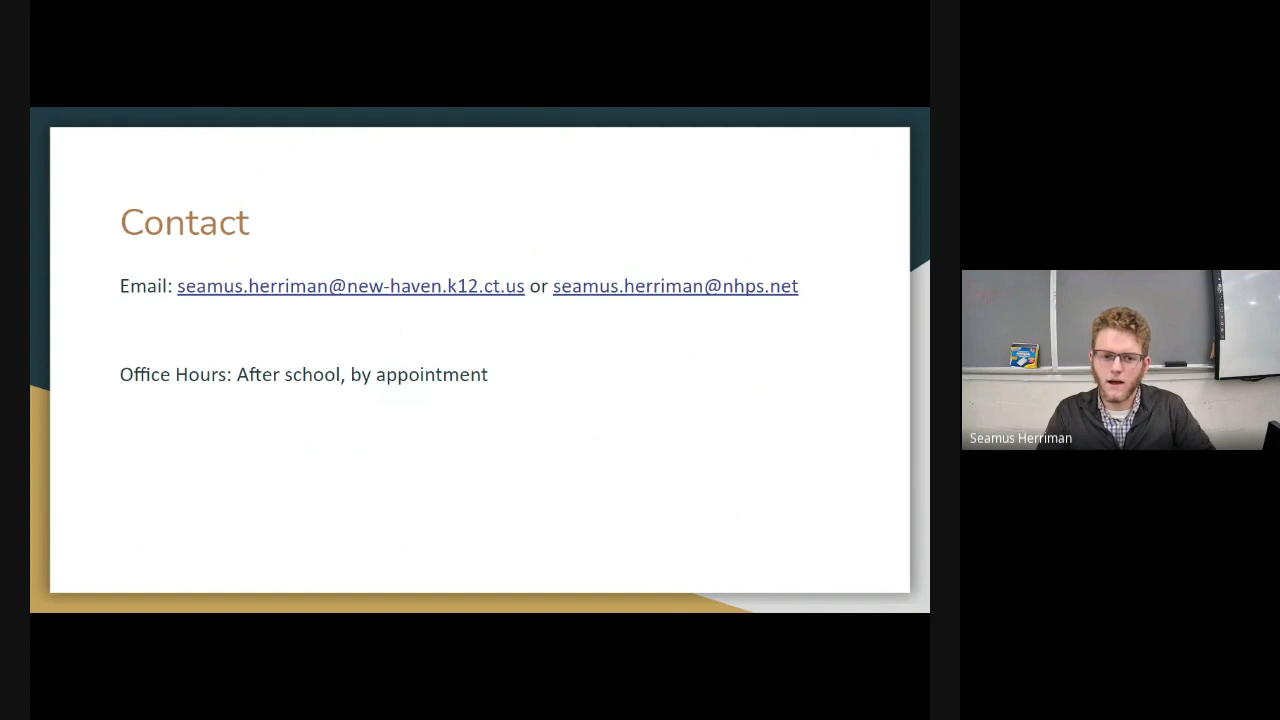 Contact
Email: seamus.herriman@new-haven.k12.ct.us or seamus.herriman@nhps.net
Office Hours: After school, by appointment
Seamus Herriman